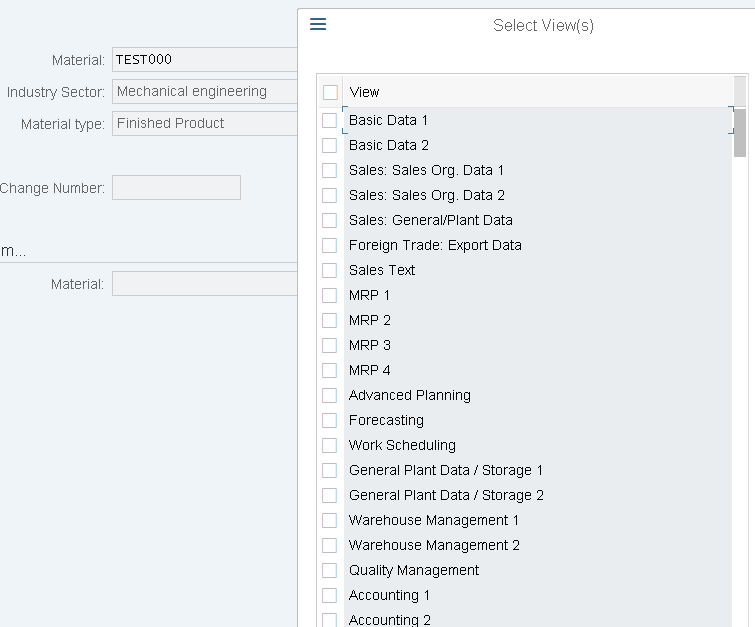 Select View(s)
Material: TEST000
Industry Sector: Mechanical engineering
Material type: Finished Product
Change Number:
m...
Material:
View
Basic Data 1
Basic Data 2
Sales: Sales Org. Data 1
Sales: Sales Org. Data 2
Sales: General/Plant Data
Foreign Trade: Export Data
Sales Text
MRP 1
MRP 2
MRP 3
MRP 4
Advanced Planning
Forecasting
Work Scheduling
General Plant Data / Storage 1
General Plant Data / Storage 2
Warehouse Management 1
Warehouse Management 2
Quality Management
Accounting 1
Accounting 2